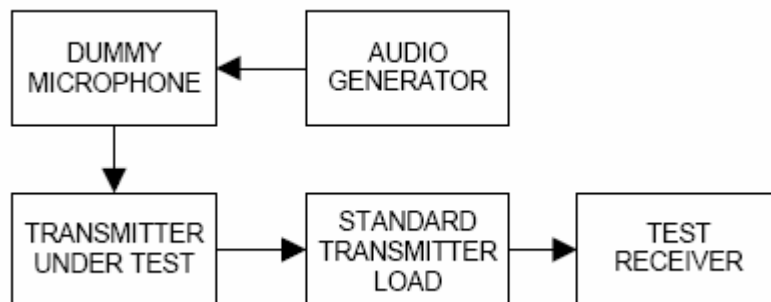 DUMMY
MICROPHONE
AUDIO
GENERATOR
TRANSMITTER
UNDER TEST
STANDARD
TRANSMITTER
LOAD
TEST
RECEIVER